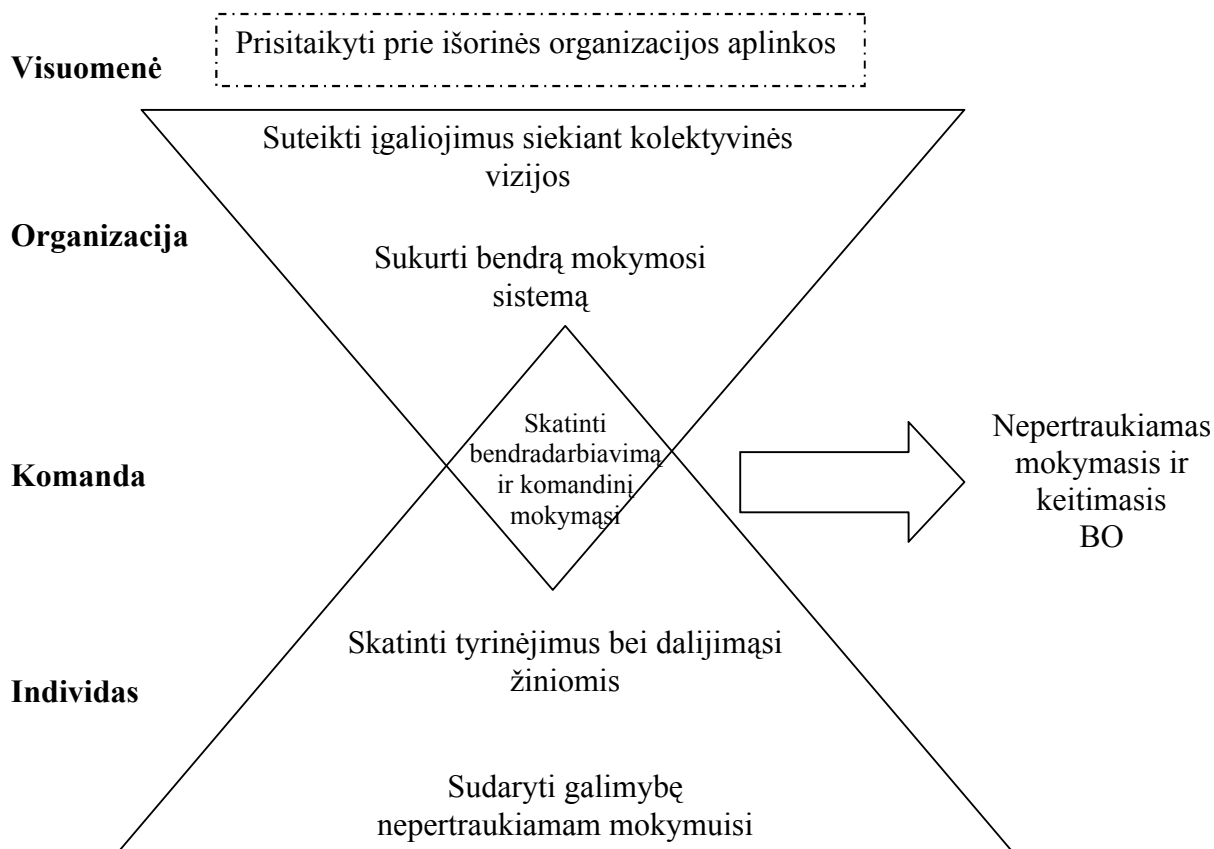 Prisitaikyti prie išorinės organizacijos aplinkos
Visuomenė
Suteikti įgaliojimus siekiant kolektyvinės
vizijos
Organizacija
Sukurti bendrą mokymosi
sistemą
Skatinti
bendradarbiavimą
ir komandinį
mokymąsi
Komanda
Nepertraukiamas
mokymasis ir
keitimasis
BO
Skatinti tyrinėjimus bei dalijimąsi
žiniomis
Individas
Sudaryti galimybę
nepertraukiamam mokymuisi